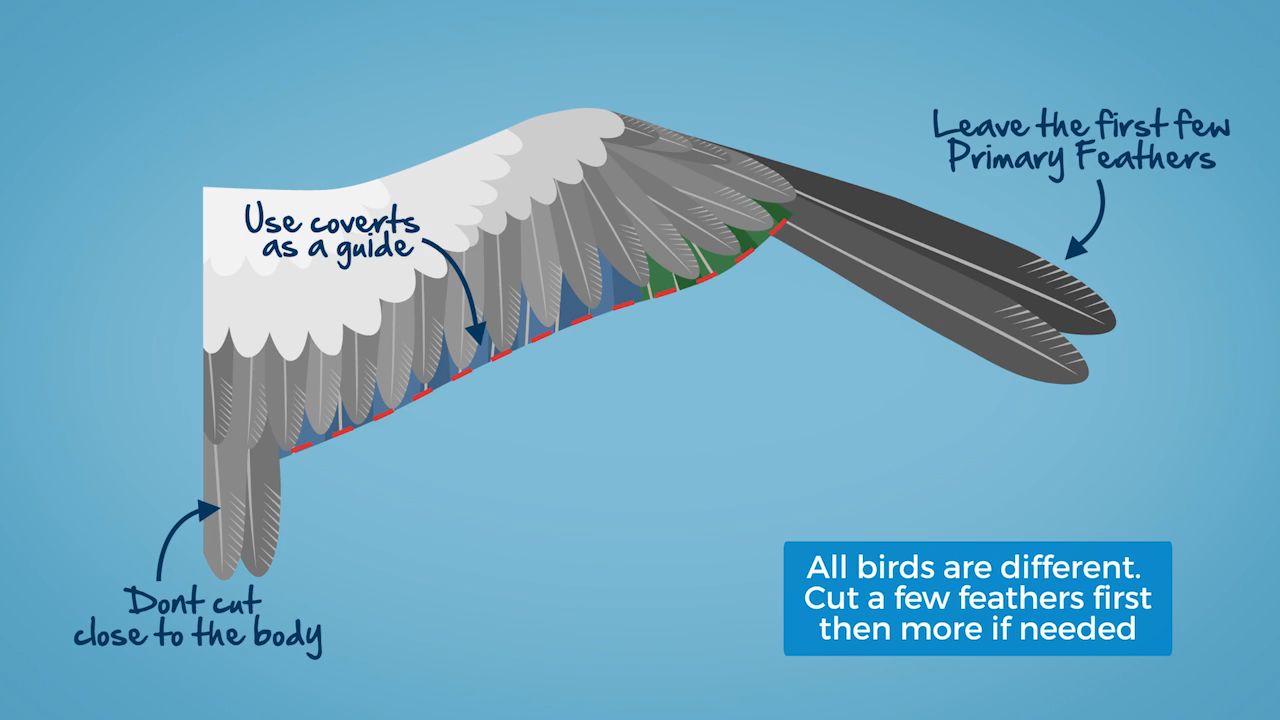 Leave the first few
Primary Feathers
Use coverts
as a guide
Dont cut
close to the body
All birds are different.
Cut a few feathers first
then more if needed